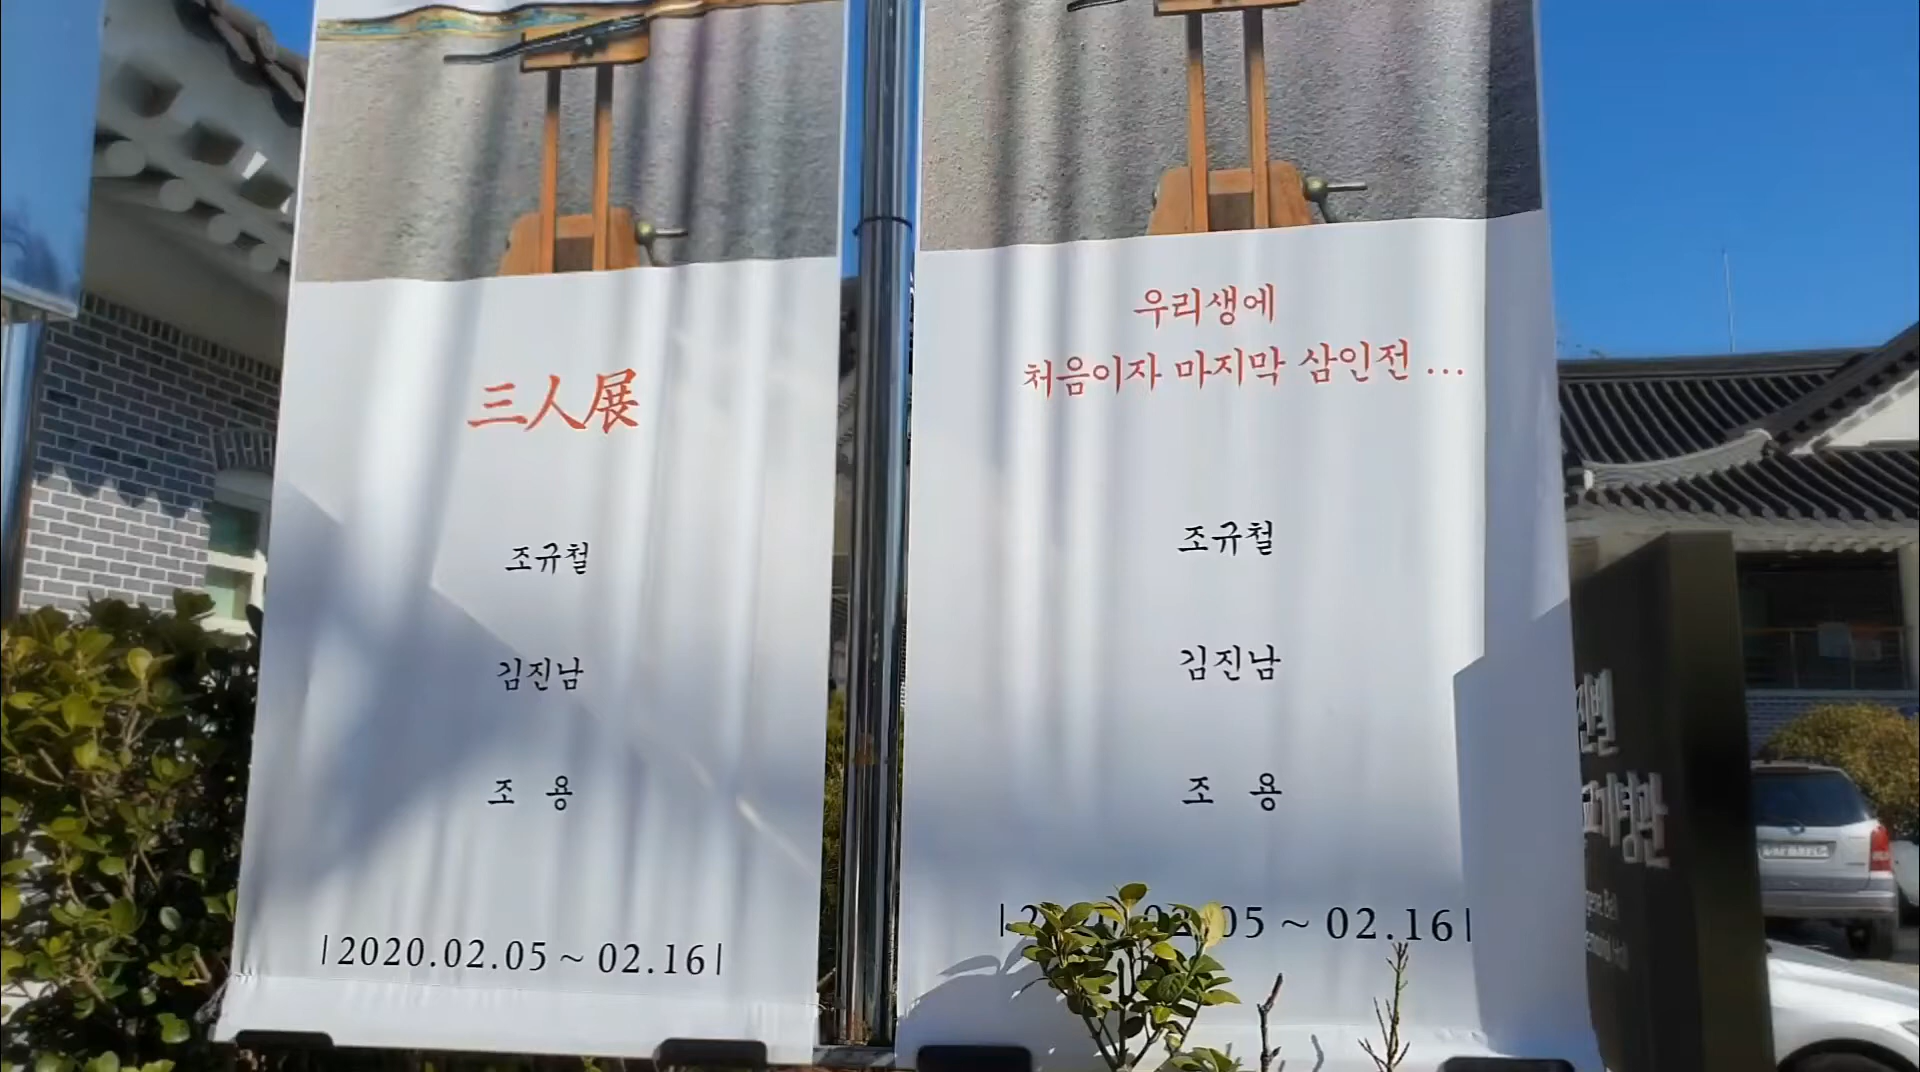 三人展
조규철
김진남
조 용
|2020.02.05~02.16|
우리생에
처음이자 마지막 삼인전 ...
조규철
김진남
조 용
05~02.16|